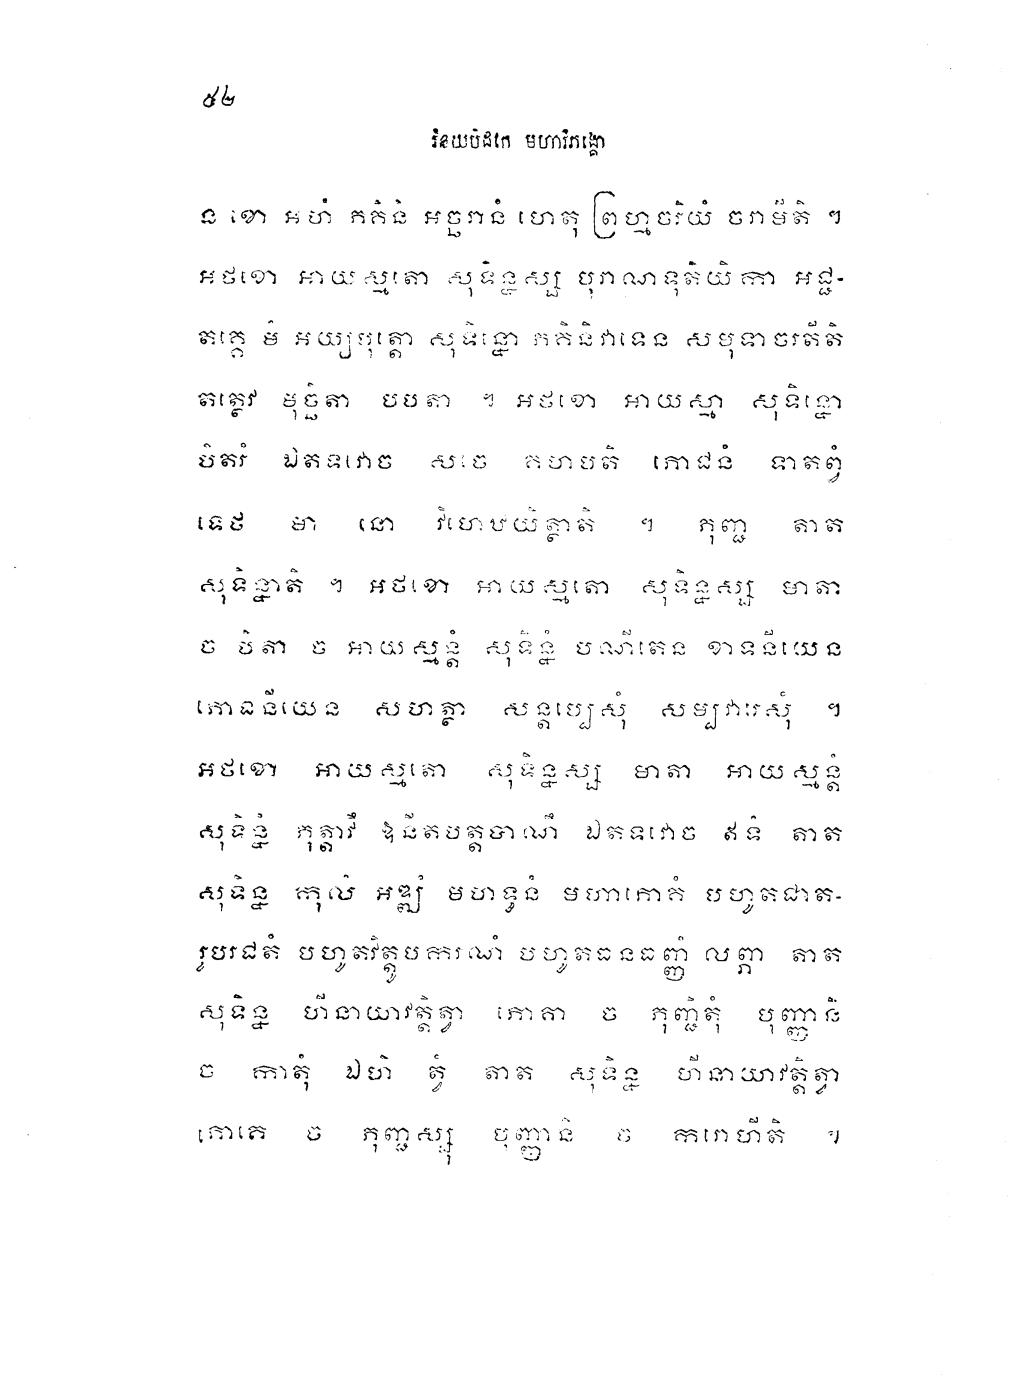 ៥៤
វិនយបិដកេ មហាវិភង្គោ
ន ខោ អហំ ភគិនិ អច្ឆរានំ ហេតុ ព្រហ្មចរិយំ ចរាមីតិ ។
អថខោ អាយស្មតោ សុទិន្នស្ស បុរាណទុតិយិកា អជ្ជ-
តគ្គេ មំ អយ្យបុត្តោ សុទិន្នោ ភគិនិវាទេន សមុទាចរតីតិ
តត្ថេវ មុច្ឆិតា បបតា ។ អថខោ អាយស្មា សុទិន្នោ
បិតរំ ឯតទវោច សចេ គហបតិ ភោជនំ ទាតព្វំ
ទេថ មា នោ វិហេឋយិត្ថាតិ ។ ភុញ្ជ តាត
សុទិន្នាតិ ។ អថខោ អាយស្មតោ សុទិន្នស្ស មាតា
ច បិតា ច អាយស្មន្តំ សុទិន្នំ បណីតេន ខាទនីយេន
ភោជនីយេន សហត្ថា សន្តប្បេសុំ សម្បវារេសុំ ។
អថខោ អាយស្មតោ សុទិន្នស្ស មាតា អាយស្មន្តំ
សុទិន្នំ ភុត្តាវឹ ឱនីតបត្តបាណឹ ឯតទវោច ឥទំ តាត
សុទិន្ន កុលំ អឌ្ឍំ មហទ្ធនំ មហាភោគំ បហូតជាត-
រូបរជតំ បហូតវិត្តូបករណំ បហូតធនធញ្ញំ លព្ភា តាត
សុទិន្ន ហីនាយាវត្តិត្វា ភោគា ច ភុញ្ជិតុំ បុញ្ញានិ
ច កាតុំ ឯហិ ត្វំ តាត សុទិន្ន ហីនាយាវត្តិត្វា
ភោគេ ច ភុញ្ជស្សុ បុញ្ញានិ ច ករោហីតិ ។